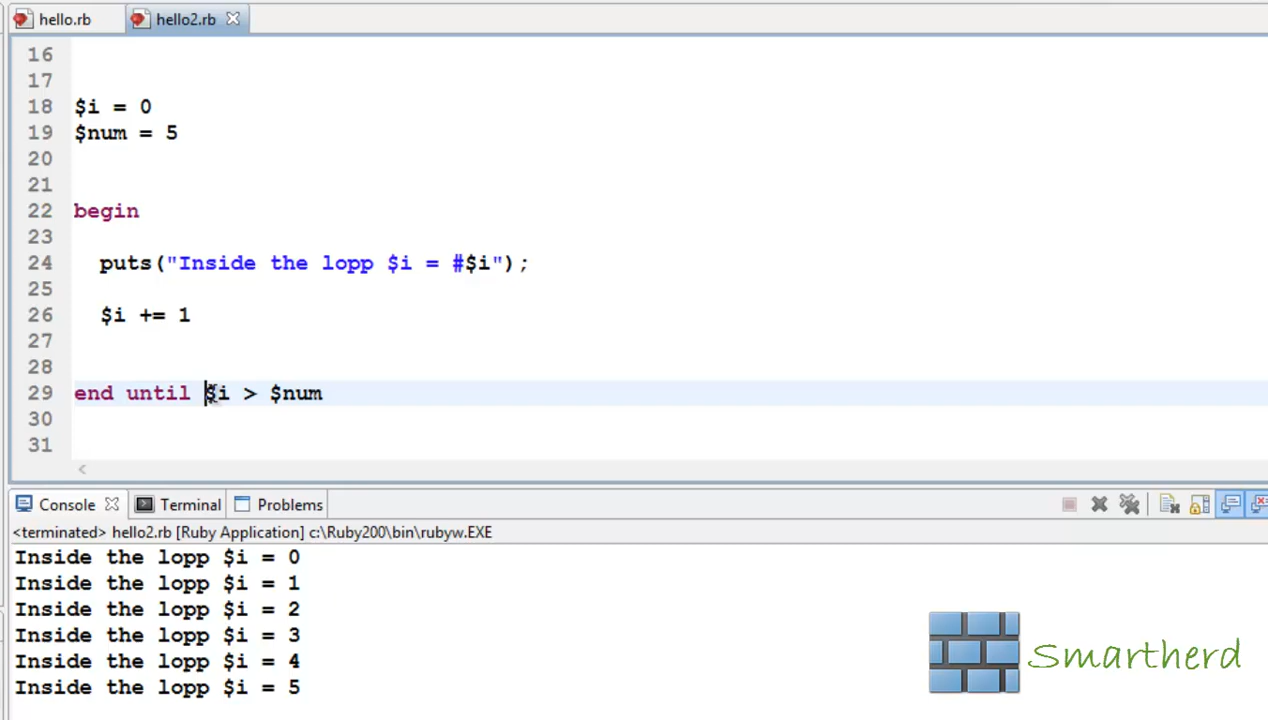 hello.rb hello2.rb
16
17
18 $i = 0
19 $num = 5
20
21
22 begin
23
24 puts("Inside the lopp $i = #$i");
25
26 $i += 1
27
28
29 end until $i > $num
30
31
Console Terminal Problems
<terminated> hello2.rb [Ruby Application] c:\Ruby200\bin\rubyw.EXE
Inside the lopp $i = 0
Inside the lopp $i = 1
Inside the lopp $i = 2
Inside the lopp $i = 3
Inside the lopp $i = 4
Inside the lopp $i = 5
Smartherd